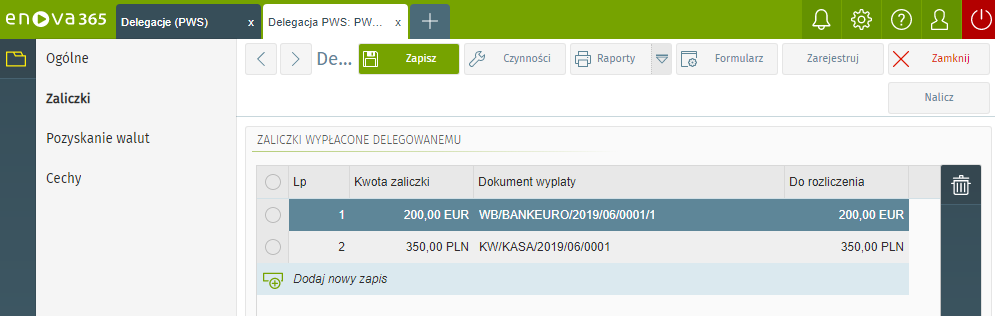 enova365
Delegacje (PWS) x
Delegacja PWS: PW... x
Ogólne
Zaliczki
Pozyskanie walut
Cechy
De... Zapisz Czynności Raporty Formularz Zarejestruj Zamknij
Nalicz
ZALICZKI WYPŁACONE DELEGOWANEMU
Lp Kwota zaliczki Dokument wyplaty Do rozliczenia
1 200,00 EUR WB/BANKEURO/2019/06/0001/1 200,00 EUR
2 350,00 PLN KW/KASA/2019/06/0001 350,00 PLN
Dodaj nowy zapis